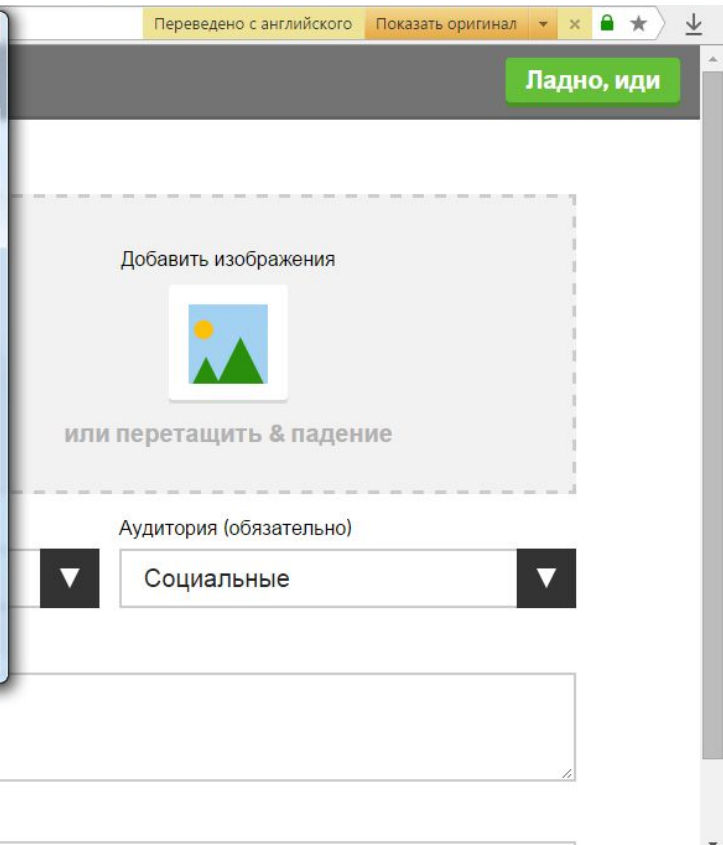 Переведено с английского Показать оригинал
Ладно, иди
Добавить изображения
или перетащить & падение
Аудитория (обязательно)
Социальные